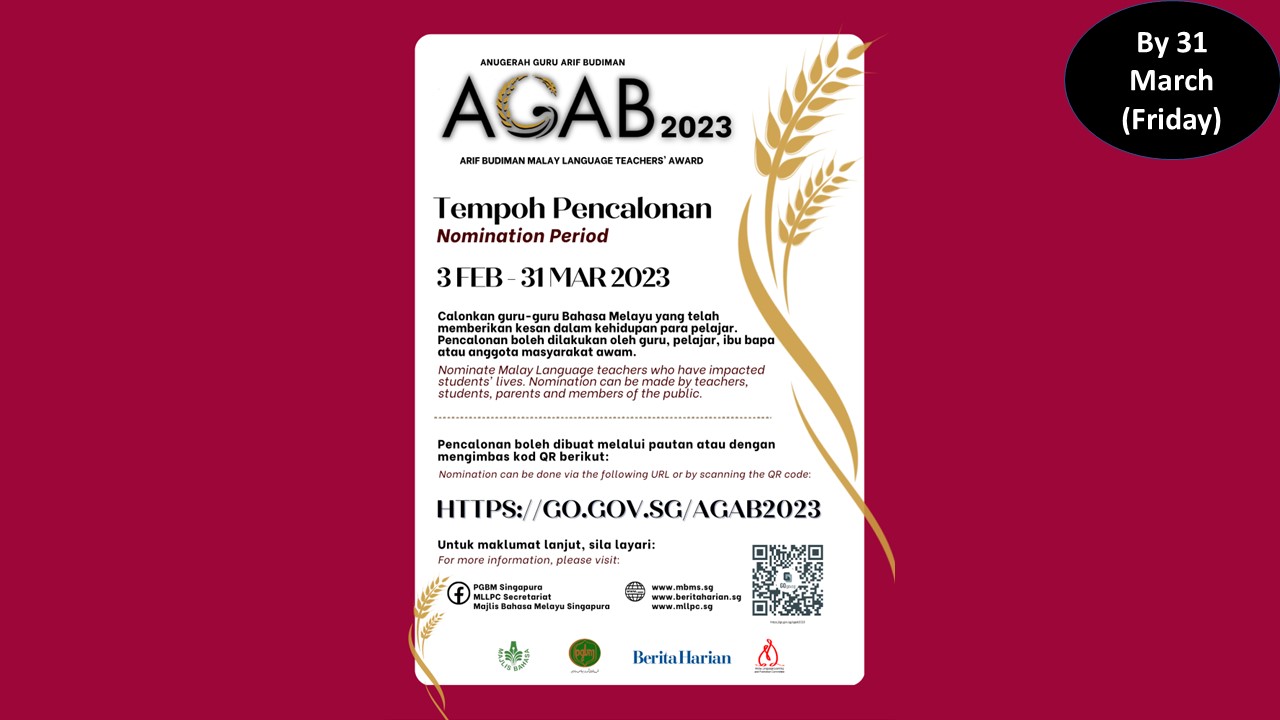 By 31
March
(Friday)
ANUGERAH GURU ARIF BUDIMAN
AGAB 2023
ARIF BUDIMAN MALAY LANGUAGE TEACHERS' AWARD
Tempoh Pencalonan
Nomination Period
3 FEB - 31 MAR 2023
Calonkan guru-guru Bahasa Melayu yang telah
memberikan kesan dalam kehidupan para pelajar.
Pencalonan boleh dilakukan oleh guru, pelajar, ibu bapa
atau anggota masyarakat awam.
Nominate Malay Language teachers who have impacted
students' lives. Nomination can be made by teachers,
students, parents and members of the public.
Pencalonan boleh dibuat melalui pautan atau dengan
mengimbas kod QR berikut:
Nomination can be done via the following URL or by scanning the QR code:
HTTPS://GO.GOV.SG/AGAB2023
Untuk maklumat lanjut, sila layari:
For more information, please visit:
PGBM Singapura
MLLPC Secretariat
Majlis Bahasa Melayu Singapura
www.mbms.sg
www.beritaharian.sg
www.mllpc.sg
MAJLIS BAHASA
pgbm
Berita Harian